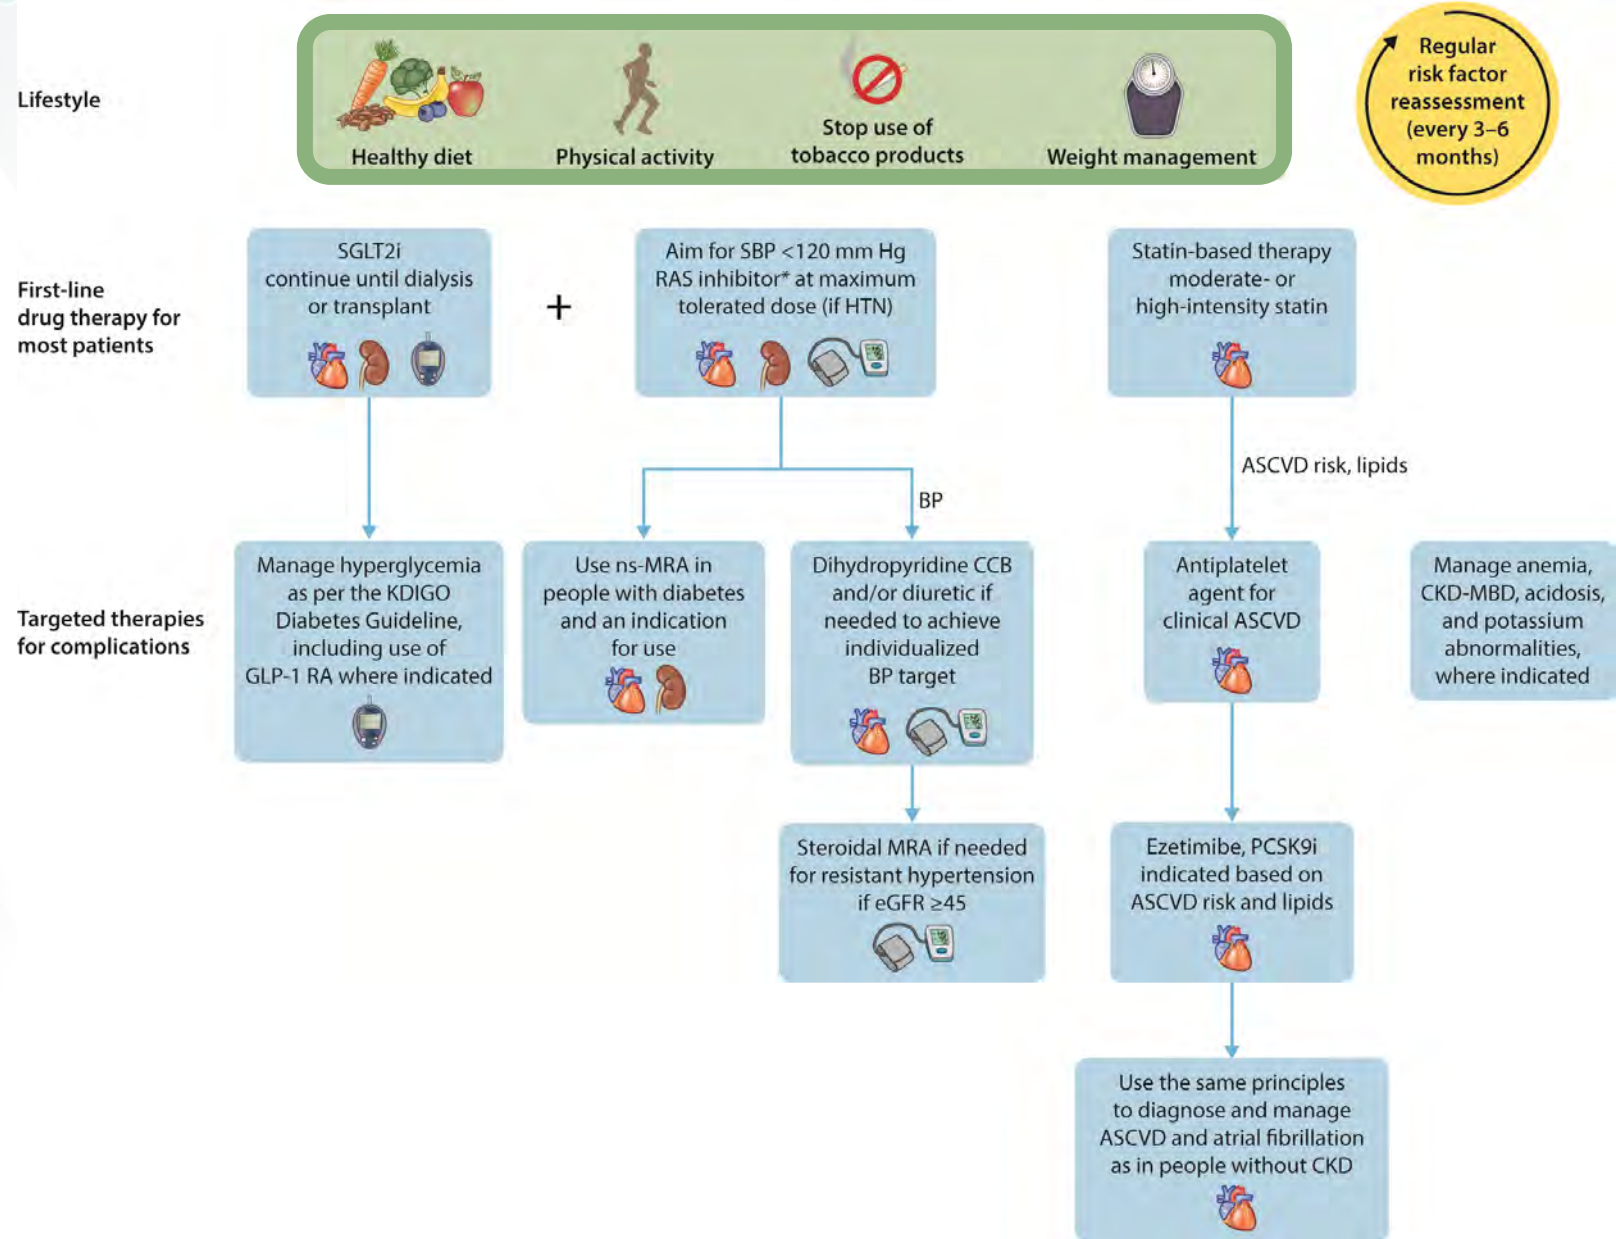 Lifestyle
Healthy diet
Physical activity
Stop use of
tobacco products
Weight management
Regular
risk factor
reassessment
(every 3–6
months)
First-line
drug therapy for
most patients
SGLT2i
continue until dialysis
or transplant
+
Aim for SBP <120 mm Hg
RAS inhibitor* at maximum
tolerated dose (if HTN)
Statin-based therapy
moderate- or
high-intensity statin
BP
ASCVD risk, lipids
Targeted therapies
for complications
Manage hyperglycemia
as per the KDIGO
Diabetes Guideline,
including use of
GLP-1 RA where indicated
Use ns-MRA in
people with diabetes
and an indication
for use
Dihydropyridine CCB
and/or diuretic if
needed to achieve
individualized
BP target
Antiplatelet
agent for
clinical ASCVD
Manage anemia,
CKD-MBD, acidosis,
and potassium
abnormalities,
where indicated
Steroidal MRA if needed
for resistant hypertension
if eGFR ≥45
Ezetimibe, PCSK9i
indicated based on
ASCVD risk and lipids
Use the same principles
to diagnose and manage
ASCVD and atrial fibrillation
as in people without CKD